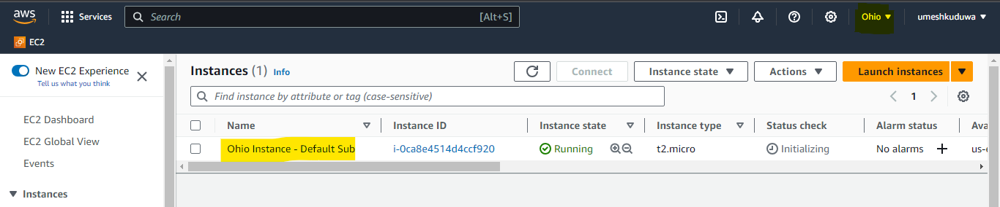 aws Services Search [Alt+S] Ohio umeshkuduwa
EC2
New EC2 Experience
Tell us what you think
EC2 Dashboard
EC2 Global View
Events
Instances
Instances (1) Info Connect Instance state Actions Launch instances
Find instance by attribute or tag (case-sensitive) 1
Name Instance ID Instance state Instance type Status check Alarm status Ava
Ohio Instance - Default Sub i-0ca8e4514d4ccf920 Running t2.micro Initializing No alarms us-e